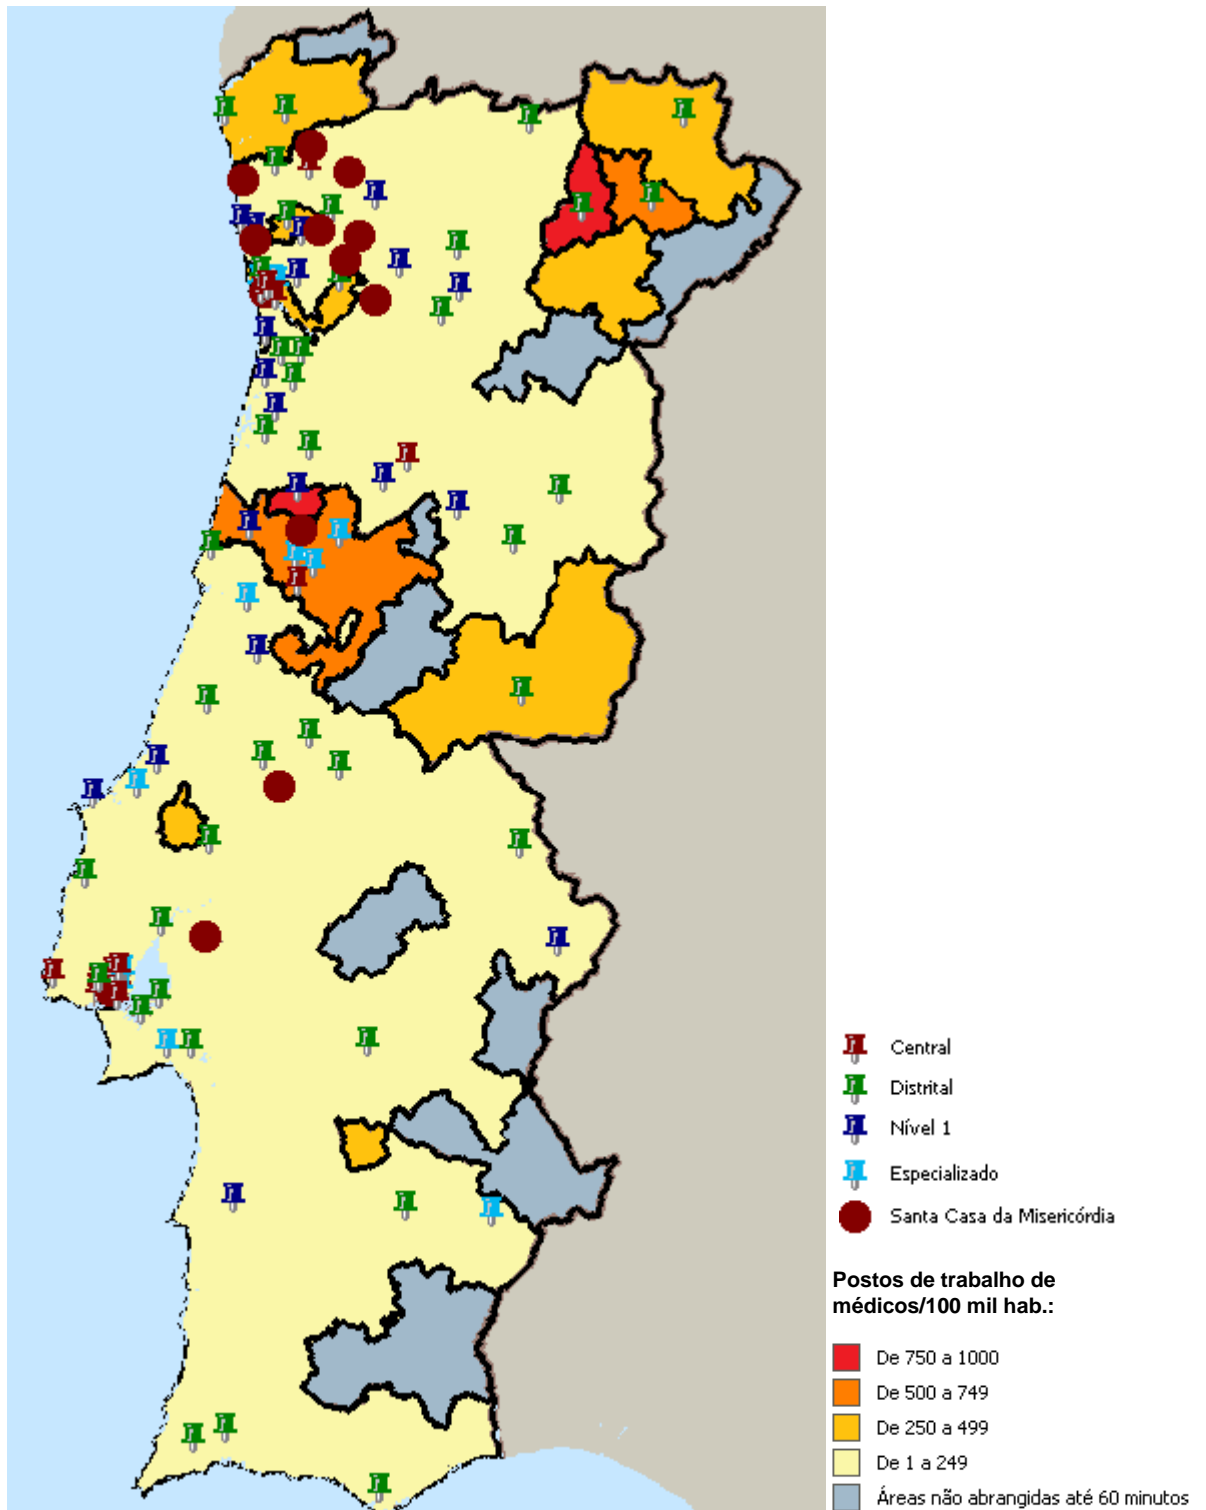 Central
Distrital
Nível 1
Especializado
Santa Casa da Misericórdia
Postos de trabalho de
médicos/100 mil hab.:
De 750 a 1000
De 500 a 749
De 250 a 499
De 1 a 249
Áreas não abrangidas até 60 minutos